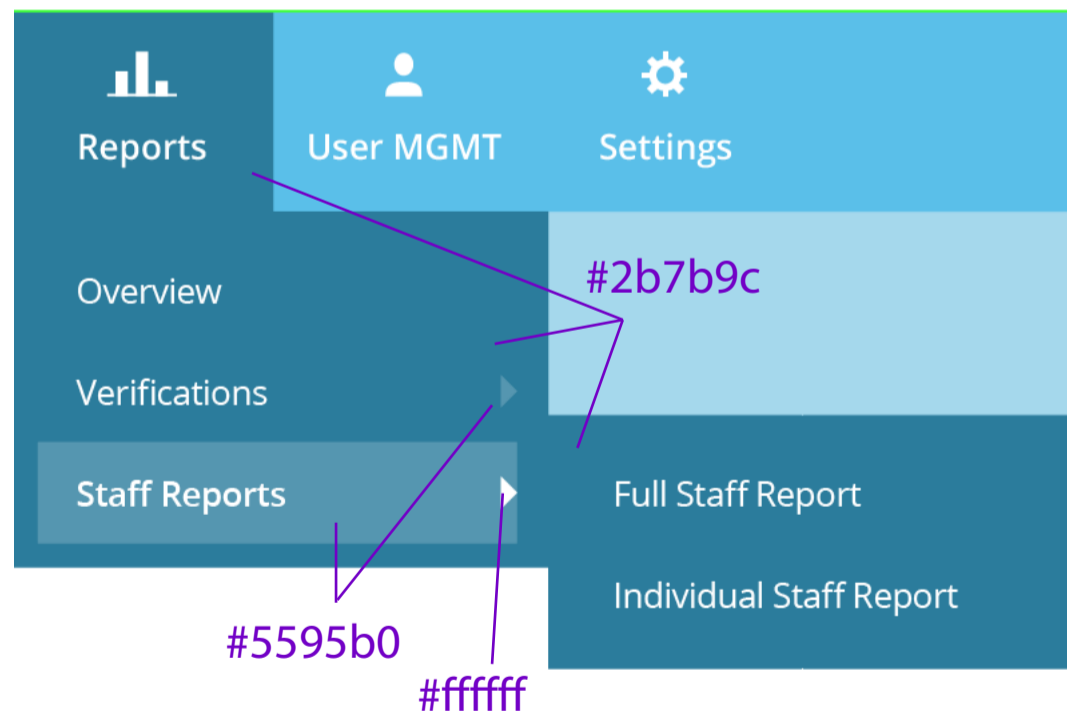 Reports
User MGMT
Settings
#2b7b9c
Overview
Verifications
Staff Reports
Full Staff Report
Individual Staff Report
#5595b0
#ffffff